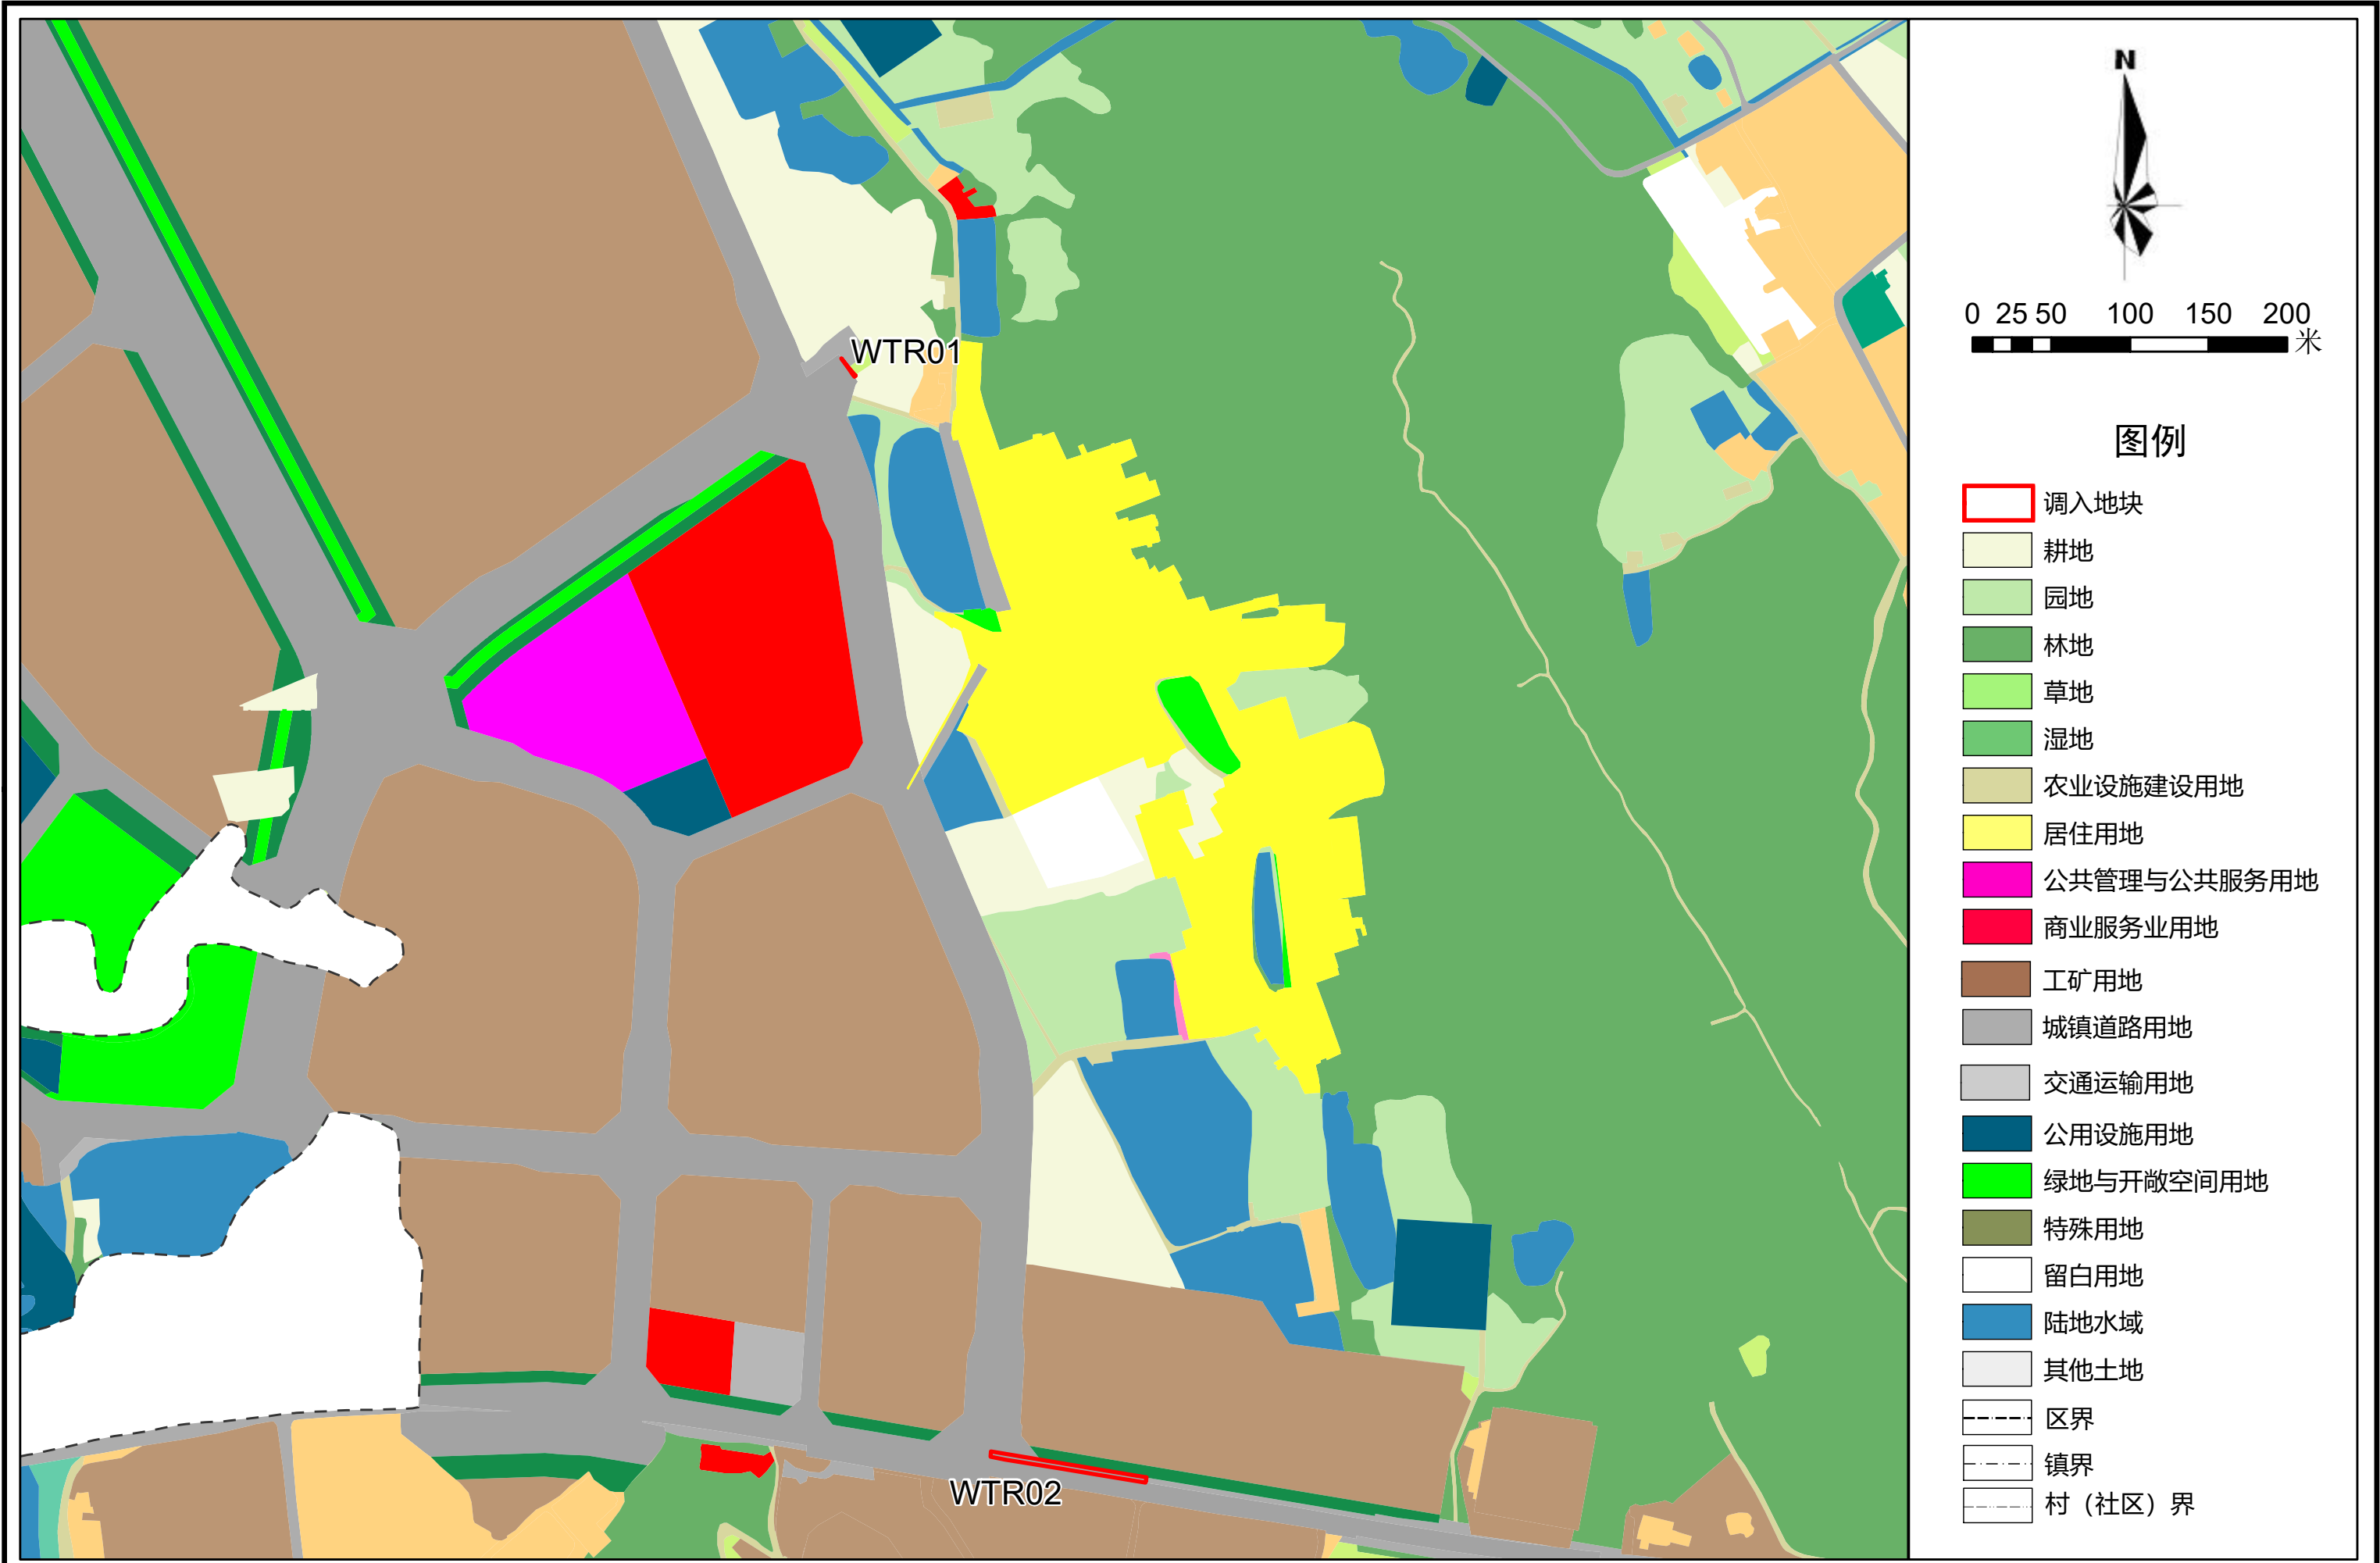 N
0 25 50 100 150 200
米
WTR01
图例
调入地块
耕地
园地
林地
草地
湿地
农业设施建设用地
居住用地
公共管理与公共服务用地
商业服务业用地
工矿用地
城镇道路用地
交通运输用地
公用设施用地
绿地与开敞空间用地
特殊用地
留白用地
陆地水域
其他土地
区界
镇界
WTR02
村（社区）界